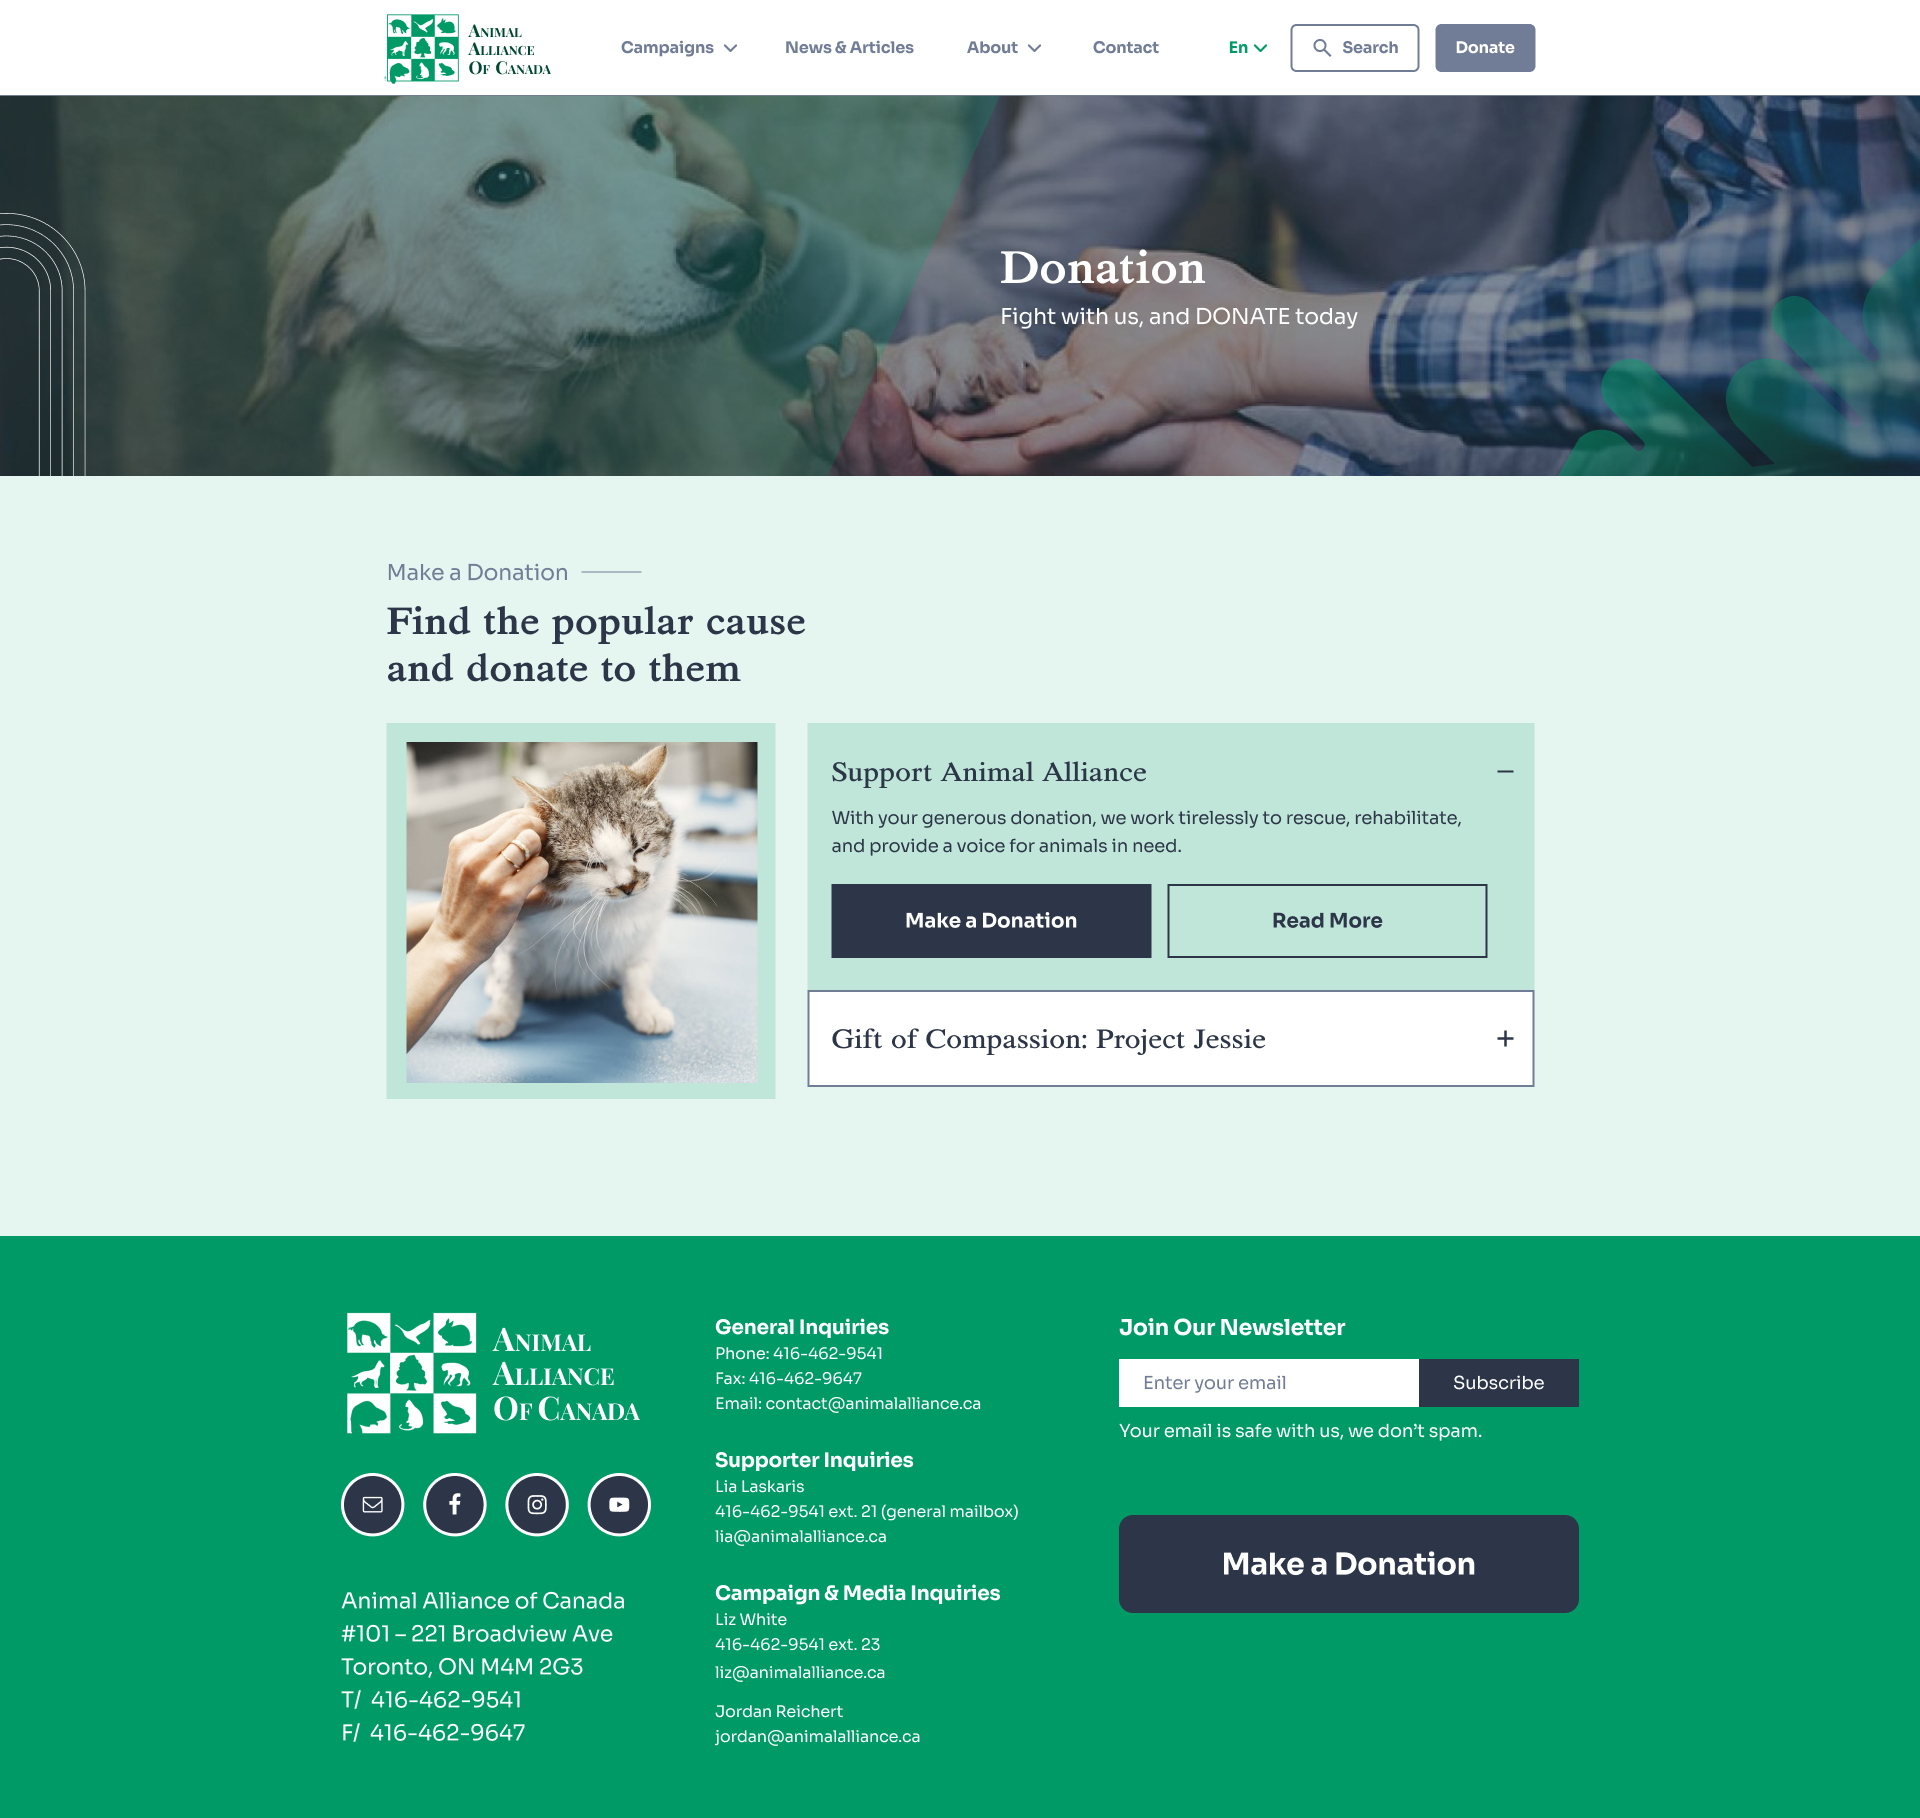 ANIMAL
ALLIANCE
OF CANADA
Campaigns
News & Articles
About
Contact
En
Search
Donate
Donation
Fight with us, and DONATE today
Make a Donation
Find the popular cause
and donate to them
Support Animal Alliance
With your generous donation, we work tirelessly to rescue, rehabilitate,
and provide a voice for animals in need.
Make a Donation
Read More
Gift of Compassion: Project Jessie
ANIMAL
ALLIANCE
OF CANADA
Animal Alliance of Canada
#101 – 221 Broadview Ave
Toronto, ON M4M 2G3
T/ 416-462-9541
F/ 416-462-9647
General Inquiries
Phone: 416-462-9541
Fax: 416-462-9647
Email: contact@animalalliance.ca
Supporter Inquiries
Lia Laskaris
416-462-9541 ext. 21 (general mailbox)
lia@animalalliance.ca
Campaign & Media Inquiries
Liz White
416-462-9541 ext. 23
liz@animalalliance.ca
Jordan Reichert
jordan@animalalliance.ca
Join Our Newsletter
Enter your email
Subscribe
Your email is safe with us, we don’t spam.
Make a Donation